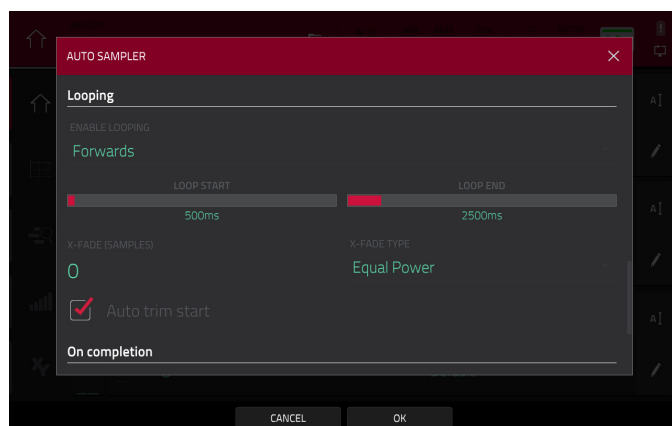 AUTO SAMPLER
Looping
ENABLE LOOPING
Forwards
LOOP START
LOOP END
500ms
2500ms
X-FADE (SAMPLES)
X-FADE TYPE
0
Equal Power
Auto trim start
On completion
CANCEL
OK